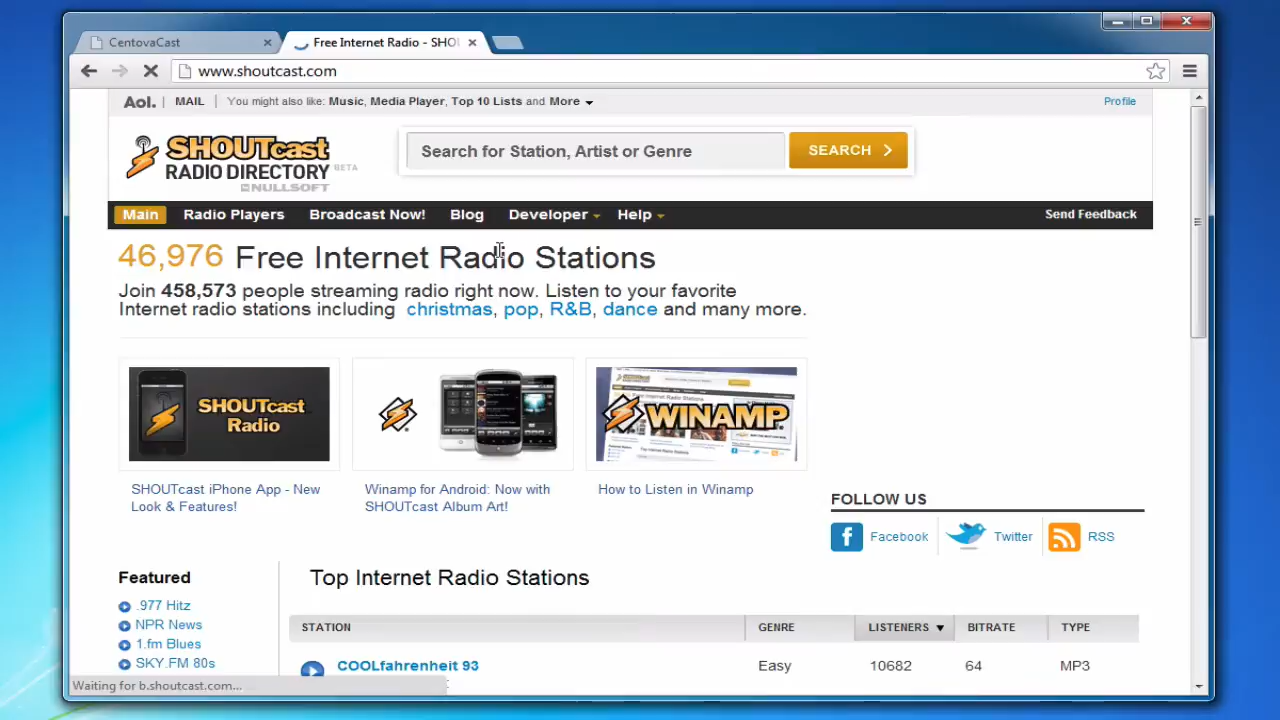 CentovaCast
Free Internet Radio - SHO
www.shoutcast.com
Aol. | MAIL | You might also like: Music, Media Player, Top 10 Lists and More
Profile
SHOUTcast
RADIO DIRECTORY BETA
NULLSOFT
Search for Station, Artist or Genre
SEARCH
Main Radio Players Broadcast Now! Blog Developer Help Send Feedback
46,976 Free Internet Radio Stations
Join 458,573 people streaming radio right now. Listen to your favorite
Internet radio stations including christmas, pop, R&B, dance and many more.
SHOUTcast
Radio
WINAMP
SHOUTcast iPhone App - New
Look & Features!
Winamp for Android: Now with
SHOUTcast Album Art!
How to Listen in Winamp
FOLLOW US
Facebook Twitter RSS
Featured
.977 Hitz
NPR News
1.fm Blues
SKY.FM 80s
Top Internet Radio Stations
STATION GENRE LISTENERS BITRATE TYPE
COOLfahrenheit 93 Easy 10682 64 MP3
Waiting for b.shoutcast.com...